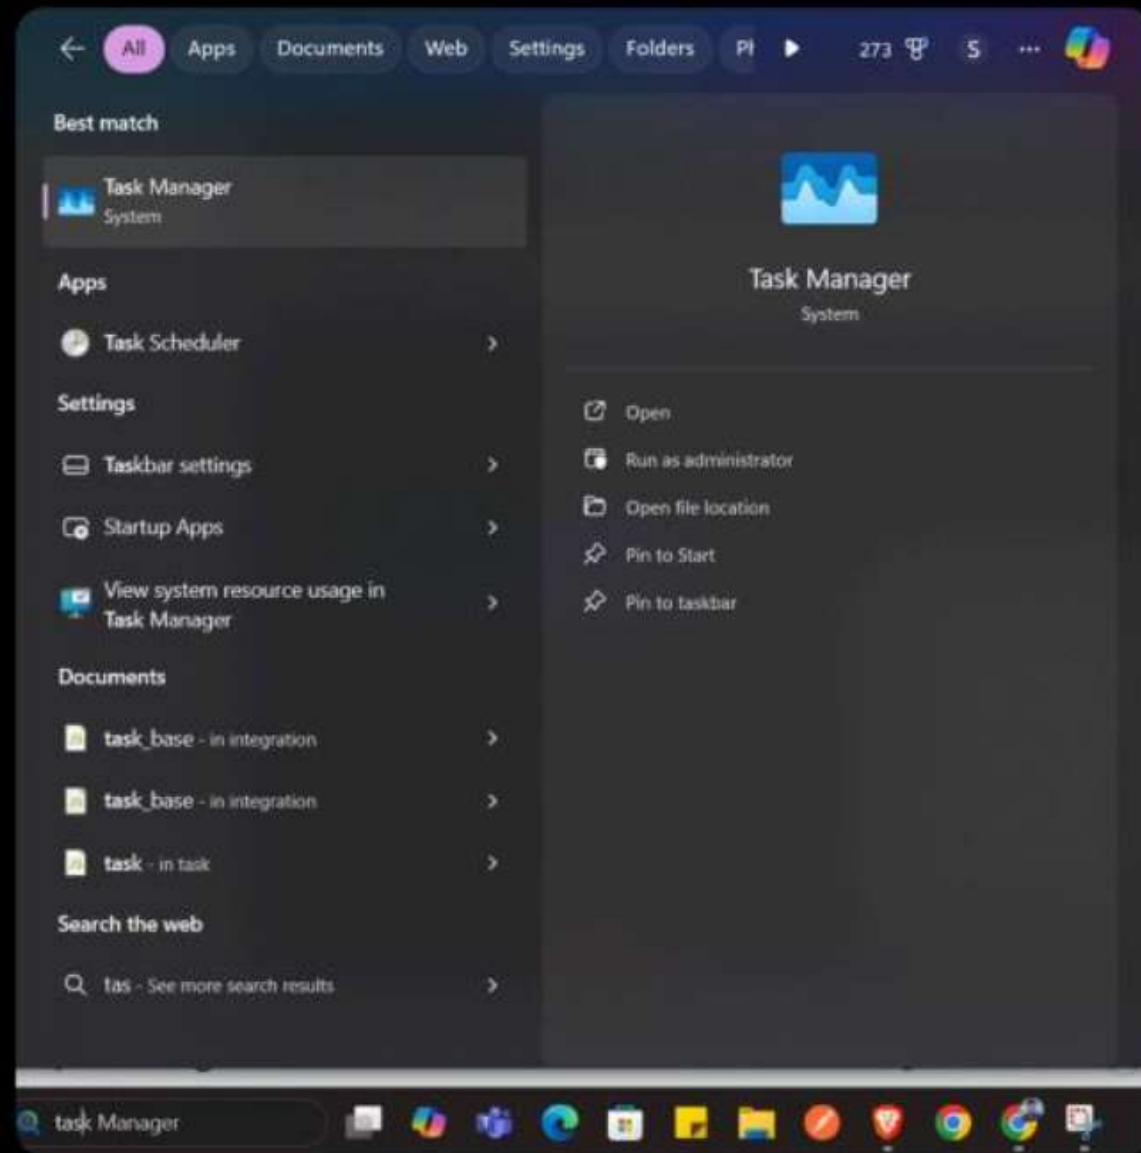 All Apps Documents Web Settings Folders 273 S ...
Best match
Task Manager
System
Apps
Task Scheduler
Settings
Taskbar settings
Startup Apps
View system resource usage in
Task Manager
Documents
task_base - in integration
task_base - in integration
task - in task
Search the web
tas - See more search results
Task Manager
System
Open
Run as administrator
Open file location
Pin to Start
Pin to taskbar
task Manager